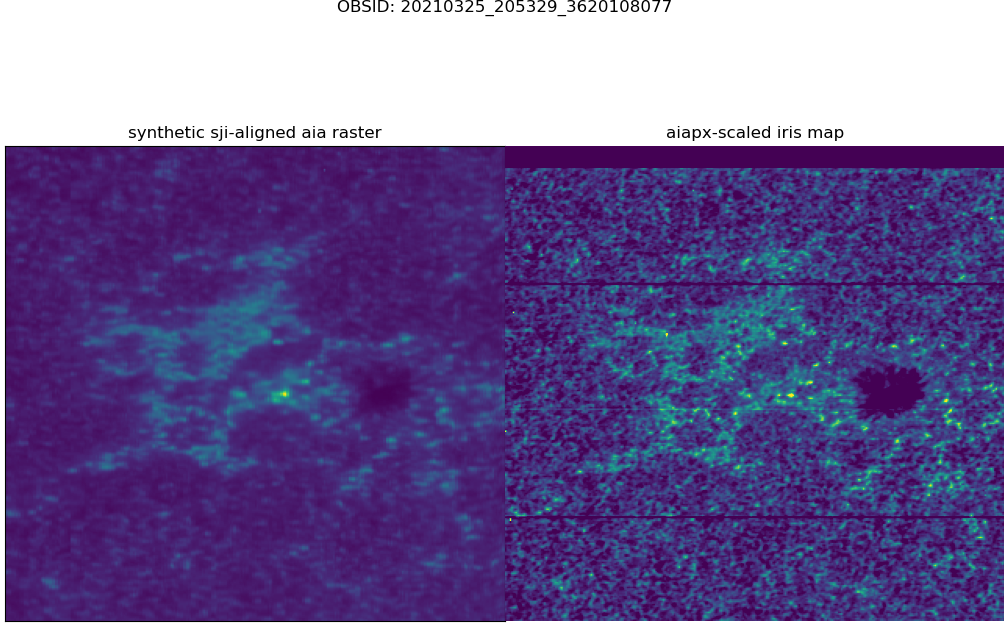 OBSID: 20210325_205329_3620108077
synthetic sji-aligned aia raster
aiapx-scaled iris map